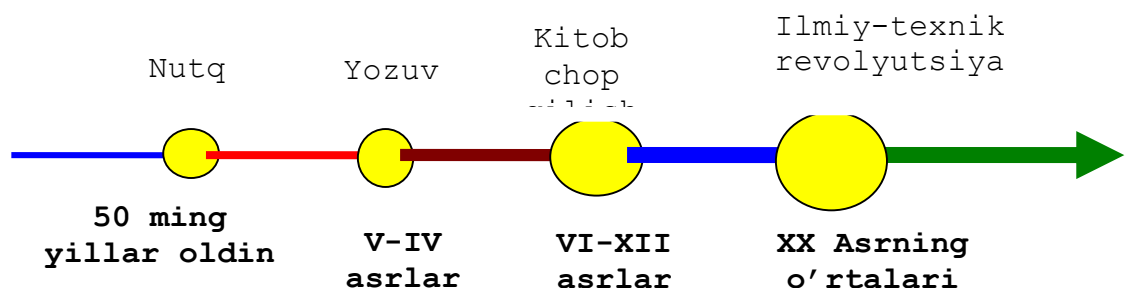 Nutq
Yozuv
Kitob
chop
Ilmiy-texnik
revolyutsiya
50 ming
yillar oldin
V-IV
asrlar
VI-XII
asrlar
XX Asrning
o’rtalari